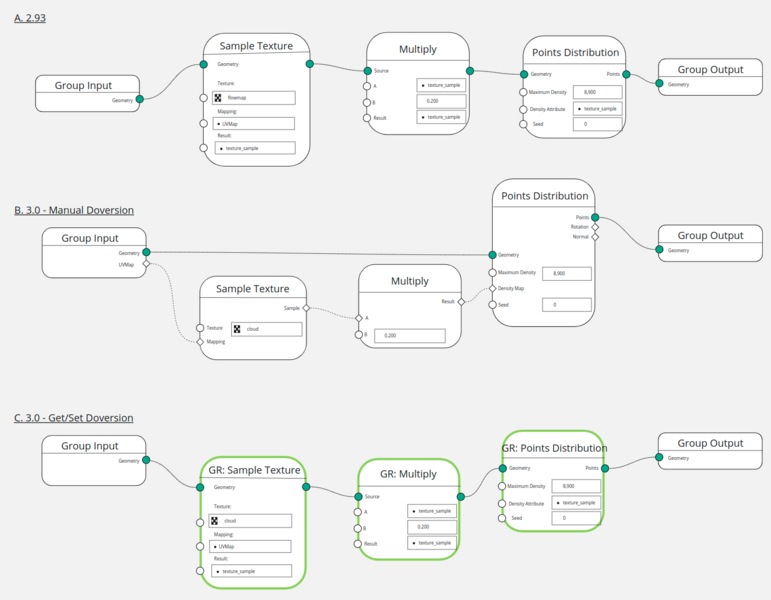 A. 2.93
Group Input
Geometry
Sample Texture
Geometry
Texture:
flowmap
Mapping:
UVMap
Result:
texture_sample
Multiply
Source
A
texture_sample
B
0.200
Result
texture_sample
Points Distribution
Geometry
Points
Maximum Density
8,900
Density Attribute
texture_sample
Seed
0
Group Output
Geometry
B. 3.0 - Manual Doversion
Group Input
Geometry
UVMap
Sample Texture
Sample
Texture
cloud
Mapping
Multiply
Result
A
B
0.200
Points Distribution
Points
Rotation
Normal
Geometry
Maximum Density
8,900
Density Map
Seed
0
Group Output
Geometry
C. 3.0 - Get/Set Doversion
Group Input
Geometry
GR: Sample Texture
Geometry
Texture:
cloud
Mapping:
UVMap
Result:
texture_sample
GR: Multiply
Source
A
texture_sample
B
0.200
Result
texture_sample
GR: Points Distribution
Geometry
Points
Maximum Density
8,900
Density Attribute
texture_sample
Seed
0
Group Output
Geometry